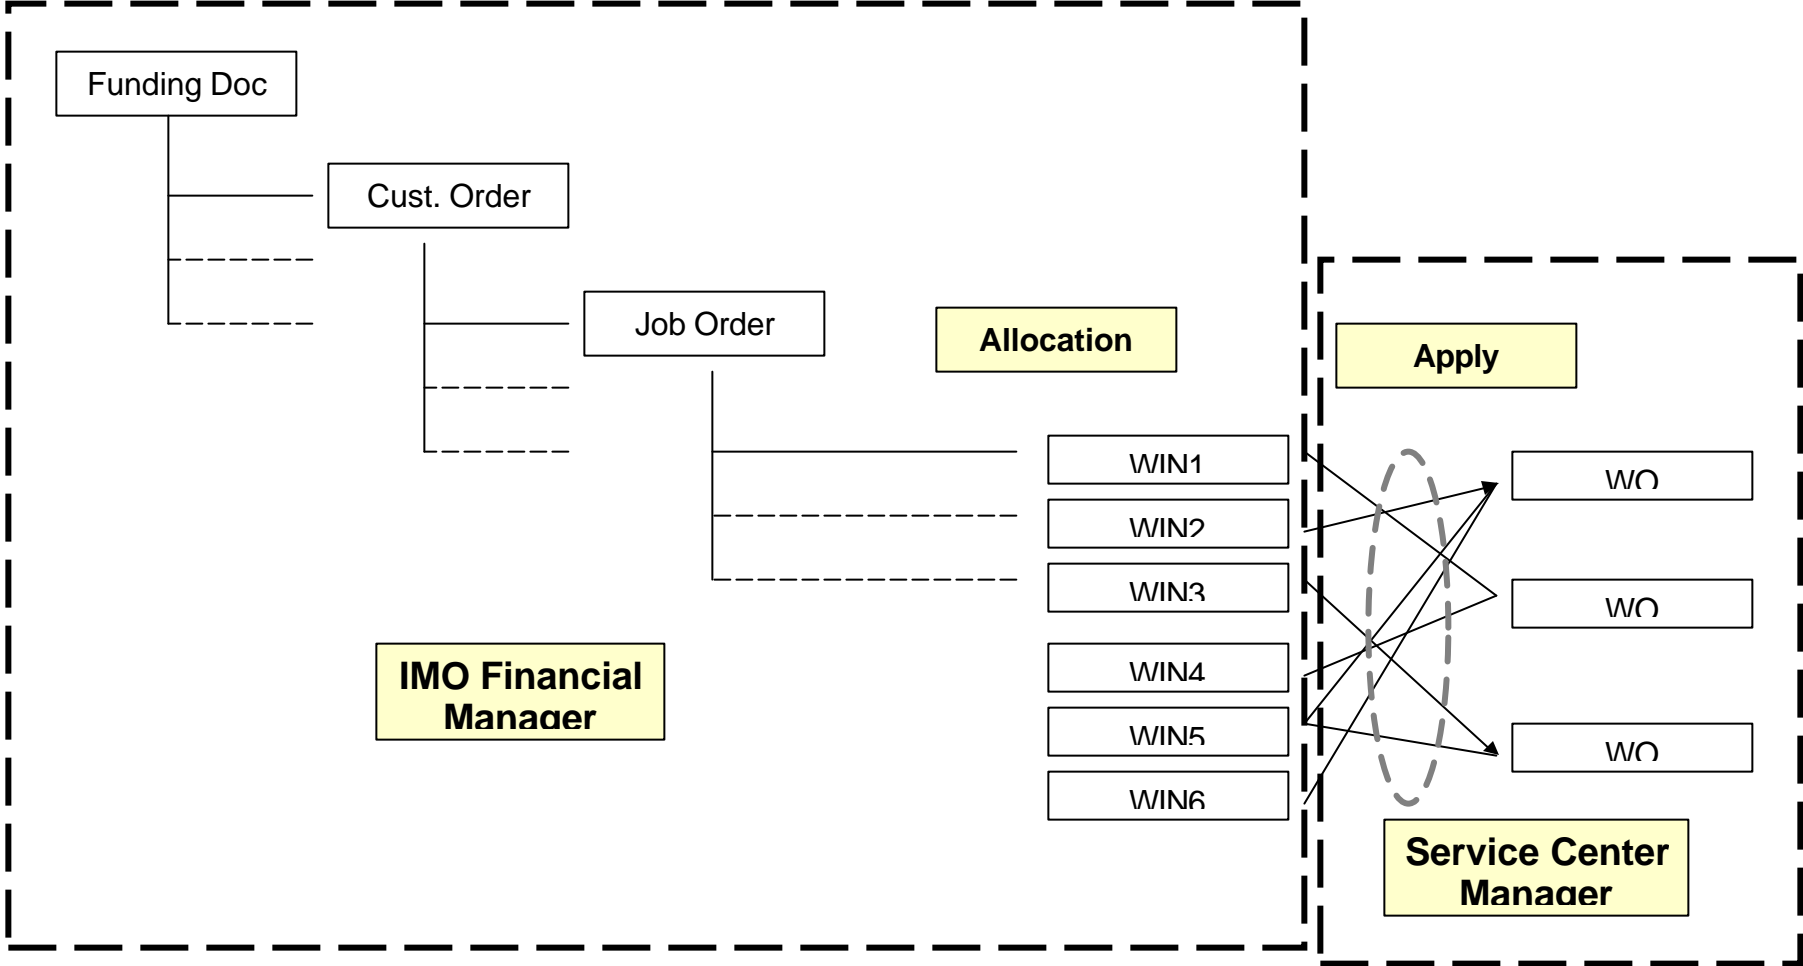 Funding Doc
Cust. Order
Job Order
Allocation
Apply
WIN1
WO
WIN2
WIN3
WO
IMO Financial
Manager
WIN4
WIN5
WO
WIN6
Service Center
Manager